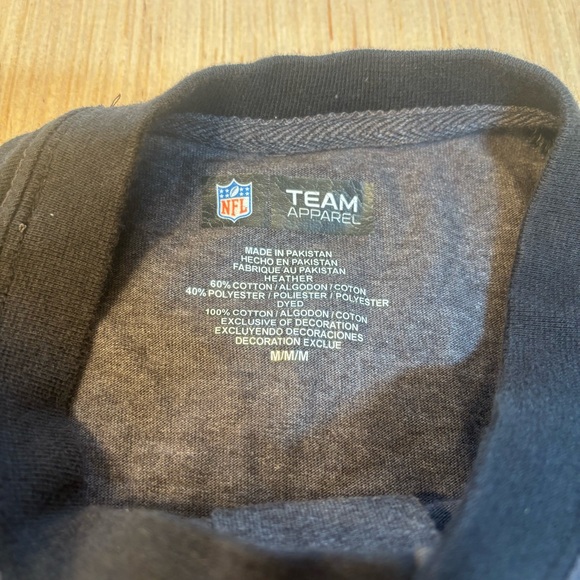 NFL
TEAM
APPAREL
MADE IN PAKISTAN
HECHO EN PAKISTAN
FABRIQUE AU PAKISTAN
HEATHER
60% COTTON / ALGODON / COTON
40% POLYESTER / POLIESTER / POLYESTER
DYED
100% COTTON / ALGODON / COTON
EXCLUSIVE OF DECORATION
EXCLUYENDO DECORACIONES
DECORATION EXCLUE
M/M/M